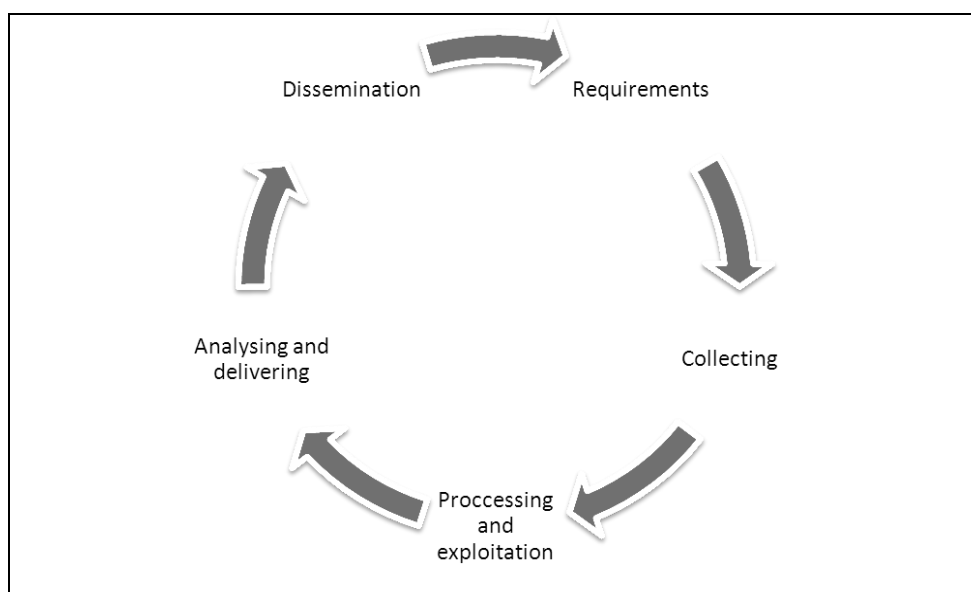 Dissemination
Requirements
Analysing and
delivering
Collecting
Proccessing
and
exploitation